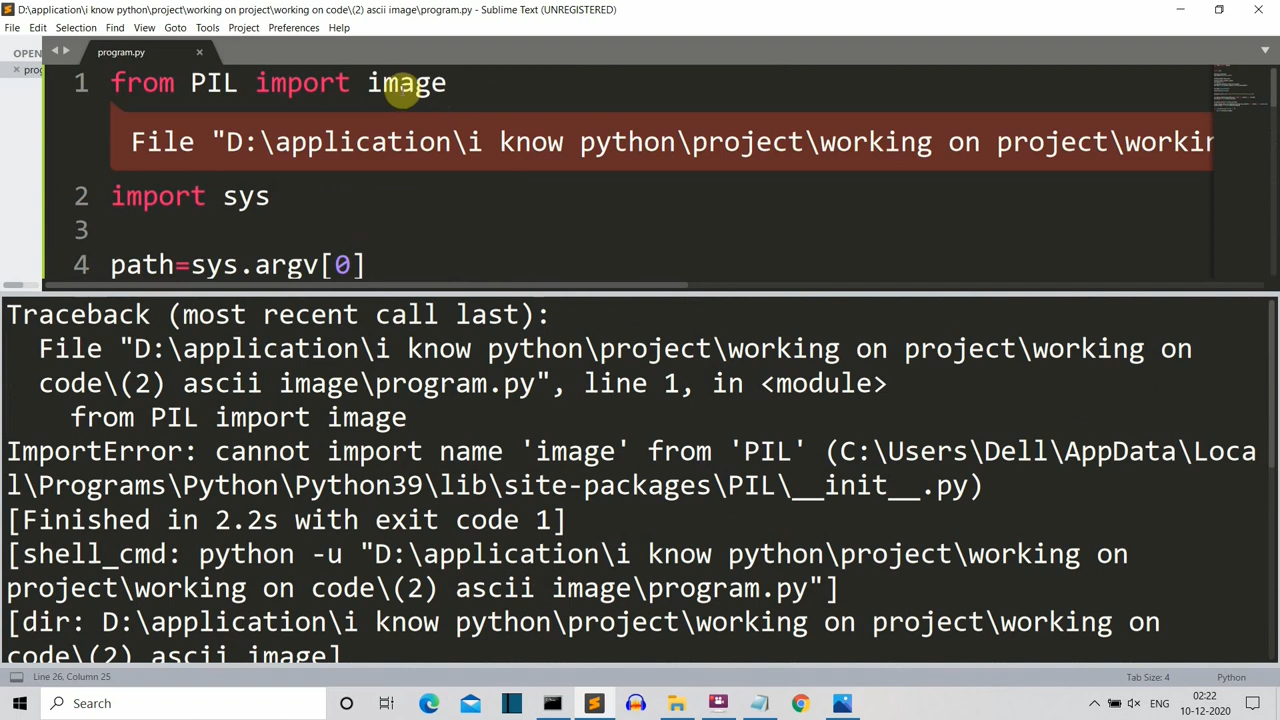 D:\application\i know python\project\working on project\working on code\(2) ascii image\program.py - Sublime Text (UNREGISTERED)
File Edit Selection Find View Goto Tools Project Preferences Help
OPEN
program.py
prog
1 from PIL import image
File "D:\application\i know python\project\working on project\workin
2 import sys
3
4 path=sys.argv[0]
Traceback (most recent call last):
File "D:\application\i know python\project\working on project\working on
code\(2) ascii image\program.py", line 1, in <module>
from PIL import image
ImportError: cannot import name 'image' from 'PIL' (C:\Users\Dell\AppData\Loca
l\Programs\Python\Python39\lib\site-packages\PIL\__init__.py)
[Finished in 2.2s with exit code 1]
[shell_cmd: python -u "D:\application\i know python\project\working on
project\working on code\(2) ascii image\program.py"]
[dir: D:\application\i know python\project\working on project\working on
code\(2) ascii image]
Line 26, Column 25
Tab Size: 4
Python
Search
ENG
02:22
10-12-2020